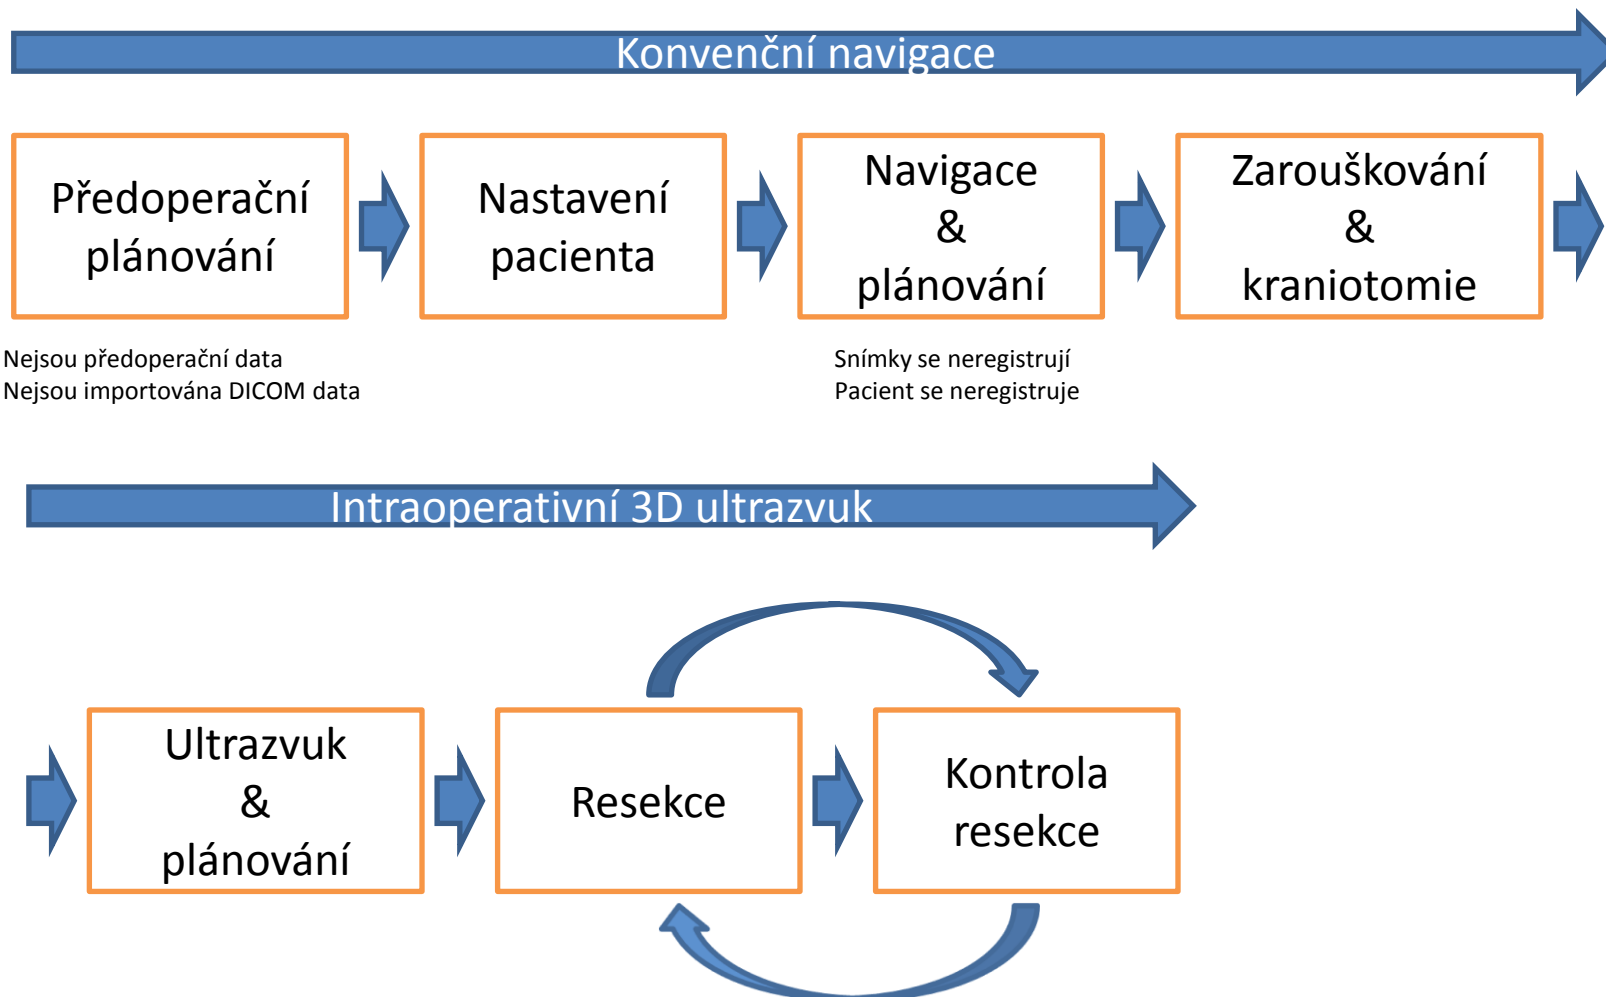 Konvenční navigace
Předoperační
plánování
Nastavení
pacienta
Navigace
&
plánování
Zarouškování
&
kraniotomie
Nejsou předoperační data
Nejsou importována DICOM data
Snímky se neregistrují
Pacient se neregistruje
Intraoperativní 3D ultrazvuk
Ultrazvuk
&
plánování
Resekce
Kontrola
resekce